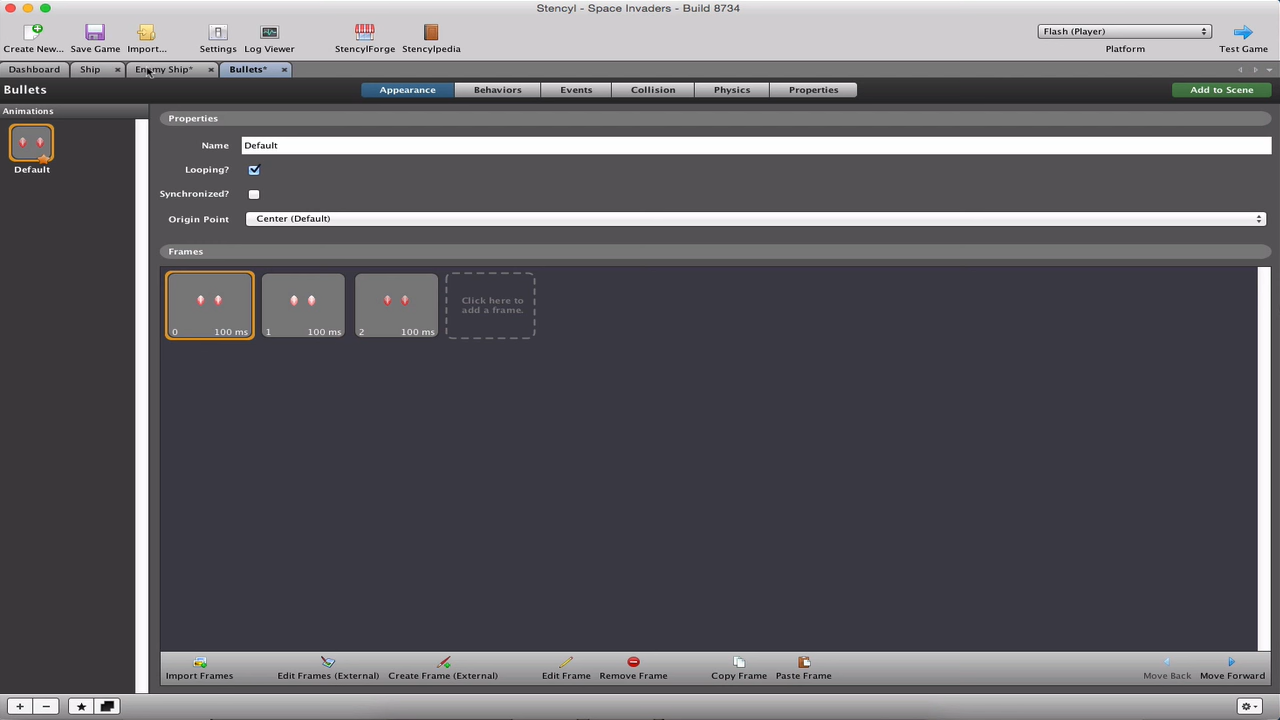 Stencyl - Space Invaders - Build 8734
Create New... Save Game Import... Settings Log Viewer StencylForge Stencylpedia Flash (Player) Platform Test Game
Dashboard Ship Enemy Ship* Bullets*
Bullets Appearance Behaviors Events Collision Physics Properties Add to Scene
Animations
Default
Properties
Name Default
Looping?
Synchronized?
Origin Point Center (Default)
Frames
0 100 ms 1 100 ms 2 100 ms
Click here to
add a frame.
Import Frames Edit Frames (External) Create Frame (External) Edit Frame Remove Frame Copy Frame Paste Frame Move Back Move Forward